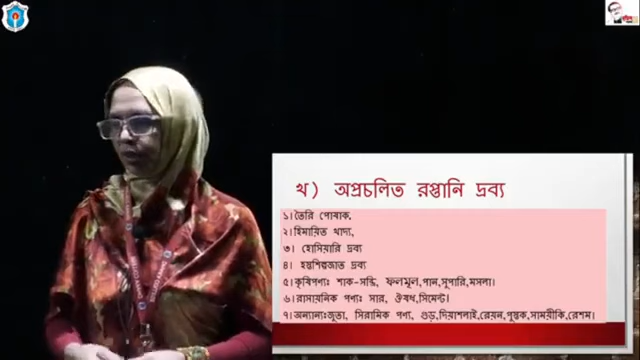 খ) অপ্রচলিত রপ্তানি দ্রব্য
১। তৈরি পোষাক,
২। হিমায়িত খাদ্য,
৩। হোসিয়ারি দ্রব্য
৪। হস্তশিল্পজাত দ্রব্য
৫। কৃষিপণ্যঃ শাক-সব্জি, ফলমূল,পান,সূপারি,মসলা।
৬। রাসায়নিক পণ্যঃ সার, ঔষধ,সিমেন্ট।
৭। অন্যান্যঃজূতা, সিরামিক পণ্য, গুড়,দিয়াশলাই,রেয়ন,পুস্তক,সাময়ীকি,রেশম।